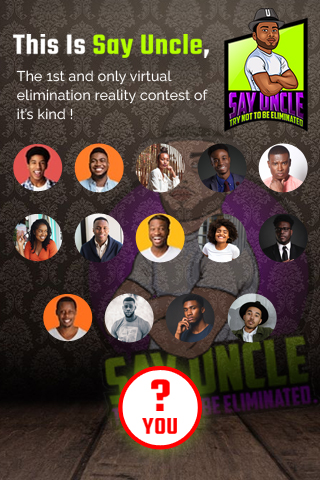 This Is Say Uncle,
The 1st and only virtual
elimination reality contest of
it's kind !
U
SAY UNCLE
TRY NOT TO BE ELIMINATED
SAY UNCLE
BE ELIMINATED.
?
YOU